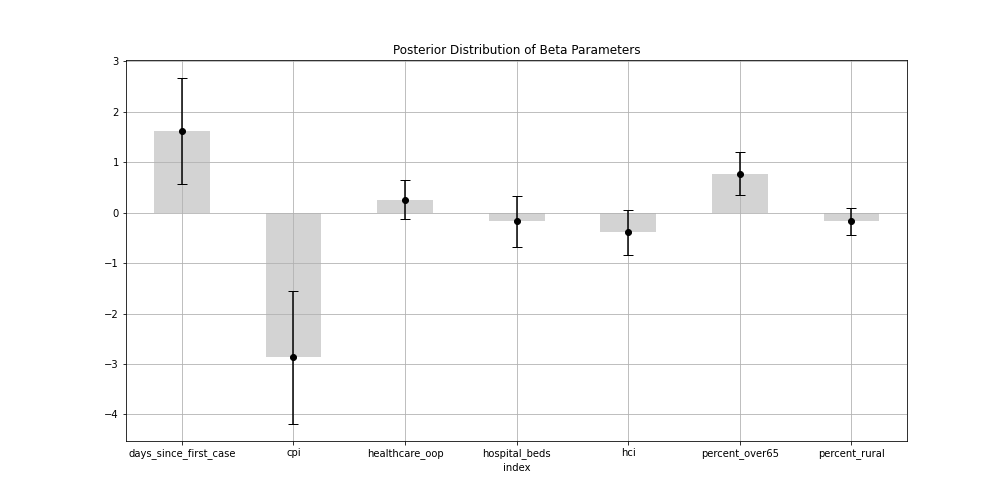 Posterior Distribution of Beta Parameters
3
2
1
0
−1
−2
−3
−4
days_since_first_case cpi healthcare_oop hospital_beds hci percent_over65 percent_rural
index